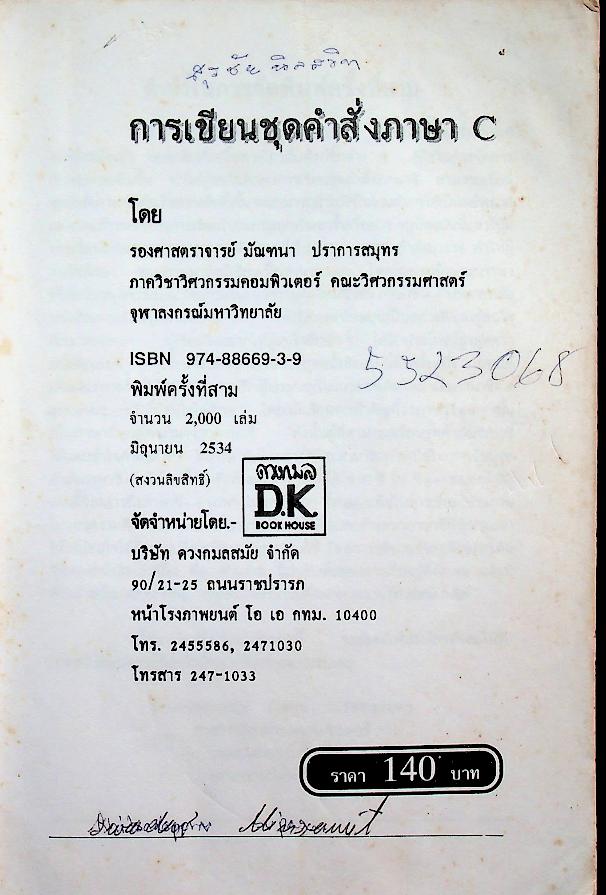 สุรชัย นิลสวิท
การเขียนชุดคำสั่งภาษา C
โดย
รองศาสตราจารย์ มัณฑนา ปราการสมุทร
ภาควิชาวิศวกรรมคอมพิวเตอร์ คณะวิศวกรรมศาสตร์
จุฬาลงกรณ์มหาวิทยาลัย
ISBN 974-88669-3-9
5523068
พิมพ์ครั้งที่สาม
จำนวน 2,000 เล่ม
มิถุนายน 2534
(สงวนลิขสิทธิ์)
ดวงกมล
D.K.
BOOK HOUSE
จัดจำหน่ายโดย.-
บริษัท ดวงกมลสมัย จำกัด
90/21-25 ถนนราชปรารภ
หน้าโรงภาพยนต์ โอ เอ กทม. 10400
โทร. 2455586, 2471030
โทรสาร 247-1033
ราคา 140 บาท